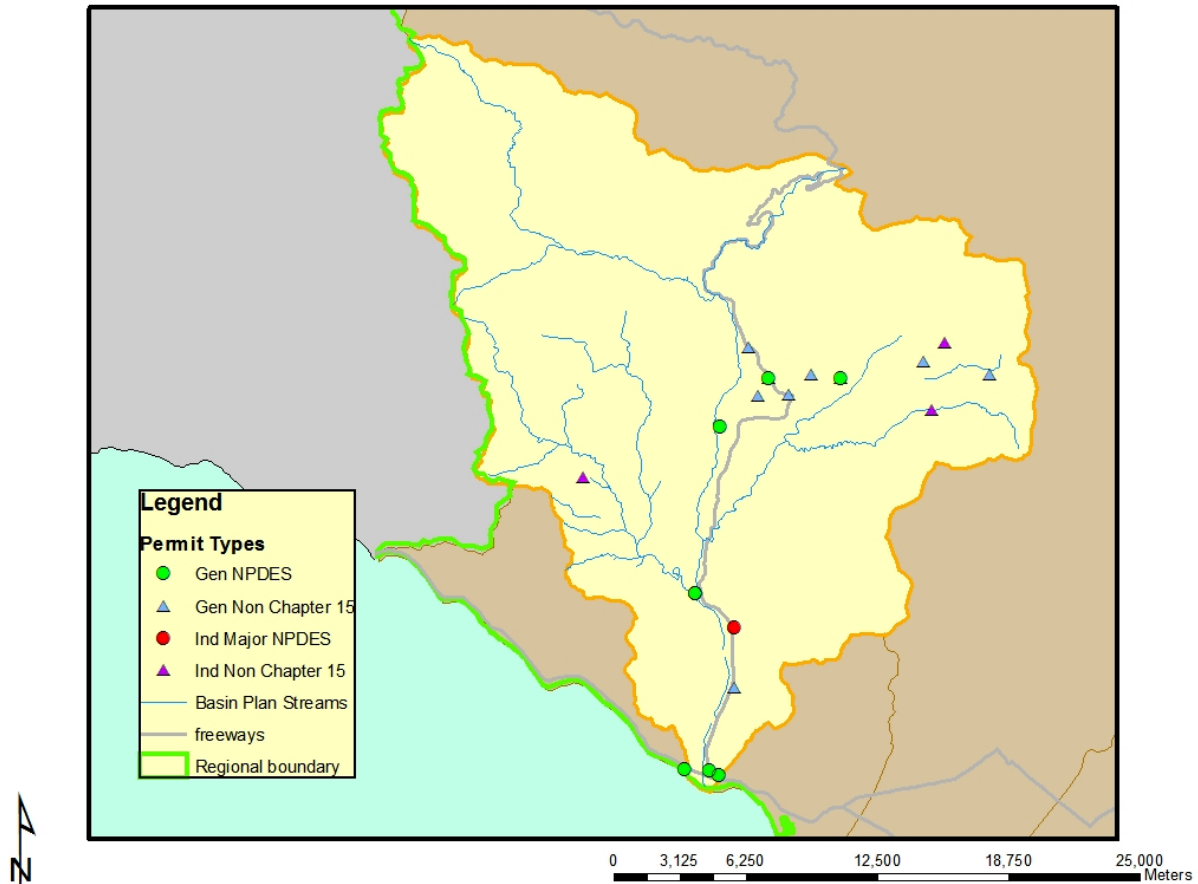 Legend
Permit Types
Gen NPDES
Gen Non Chapter 15
Ind Major NPDES
Ind Non Chapter 15
Basin Plan Streams
freeways
Regional boundary
N
0 3,125 6,250 12,500 18,750 25,000
Meters